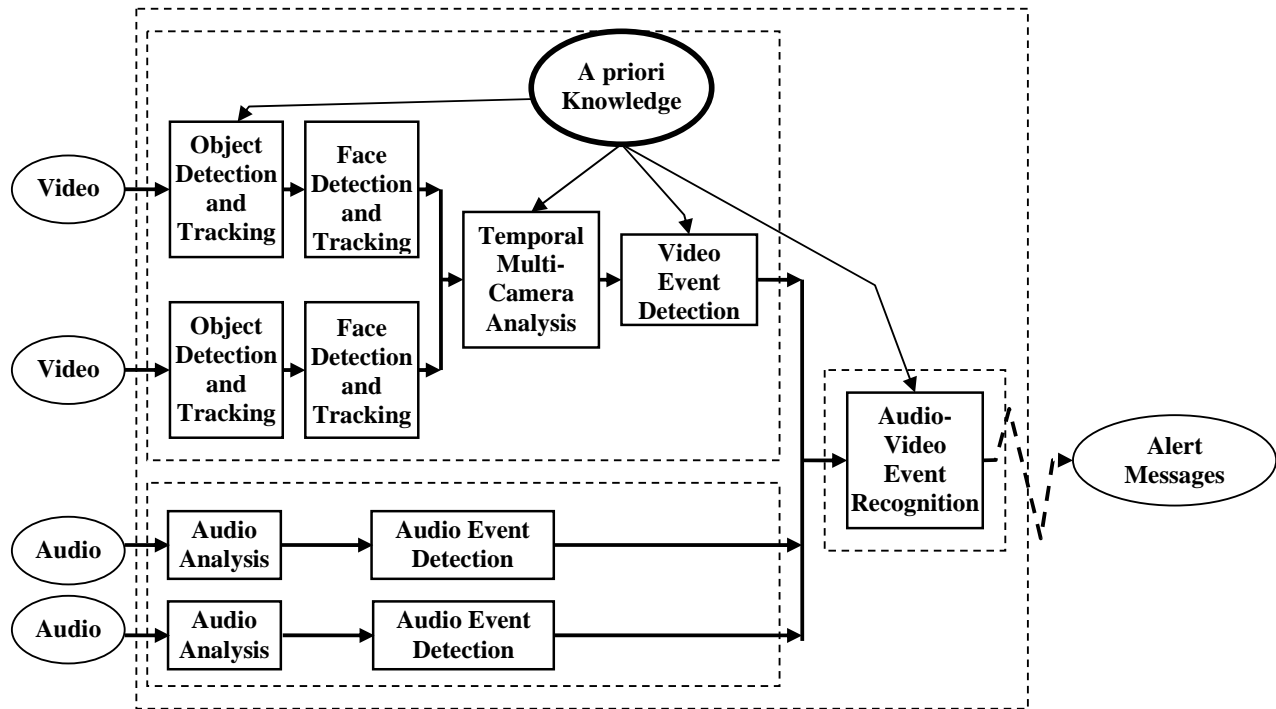 A priori
Knowledge
Video
Object
Detection
and
Tracking
Face
Detection
and
Tracking
Temporal
Multi-
Camera
Analysis
Video
Event
Detection
Video
Object
Detection
and
Tracking
Face
Detection
and
Tracking
Audio-
Video
Event
Recognition
Alert
Messages
Audio
Audio
Analysis
Audio Event
Detection
Audio
Audio
Analysis
Audio Event
Detection